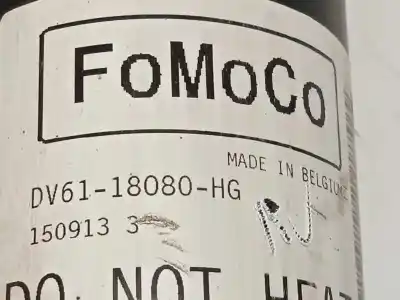 FoMoCo
MADE IN BELGIUM
DV61-18080-HG
150913 3
DO NOT HEAT